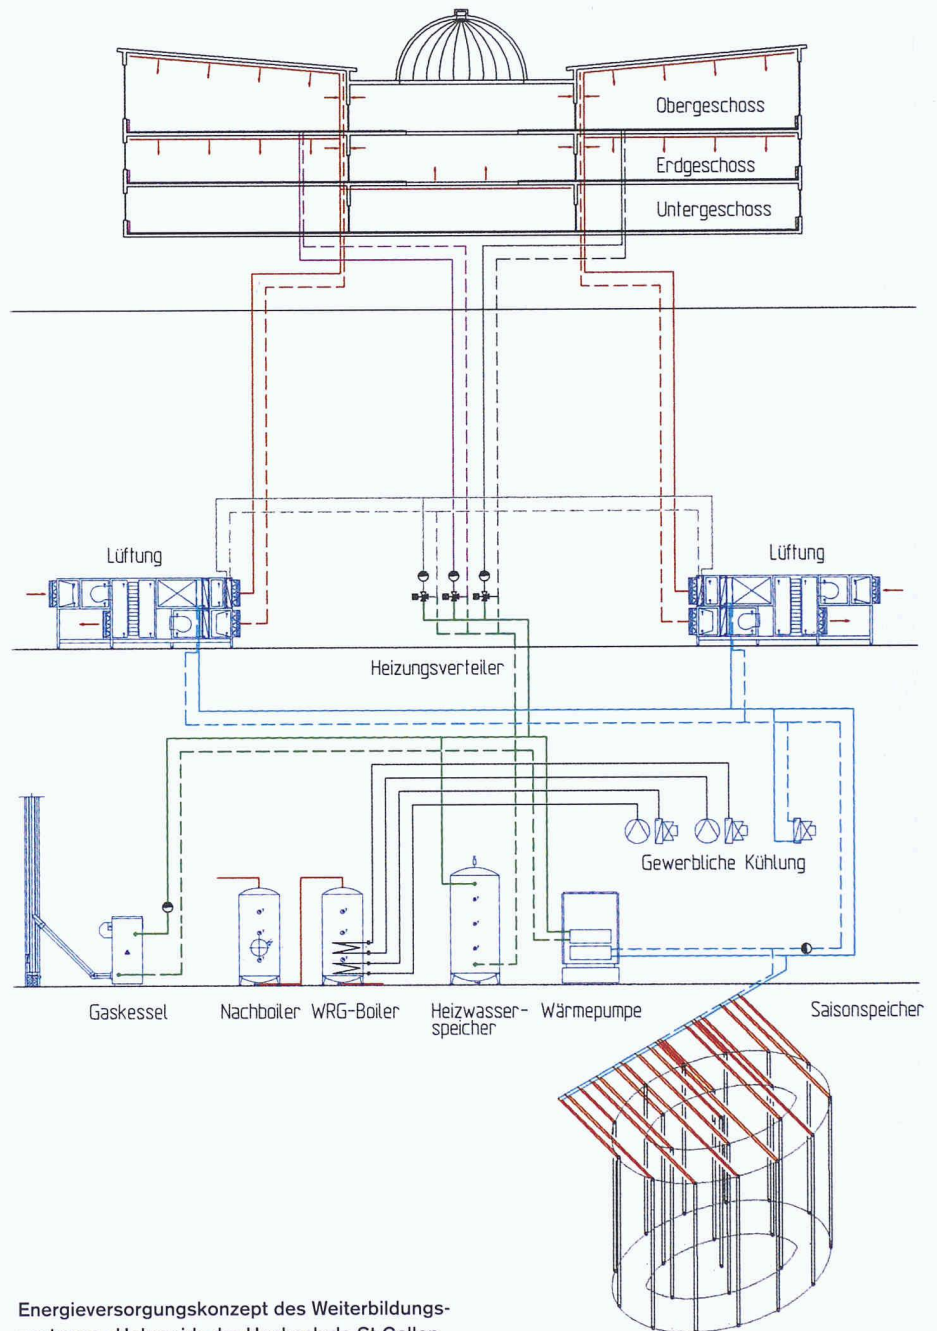 Obergeschoss
Erdgeschoss
Untergeschoss
Lüftung
Lüftung
Heizungsverteiler
Gewerbliche Kühlung
Gaskessel
Nachboiler
WRG-Boiler
Heizwasser-
speicher
Wärmepumpe
Saisonspeicher
Energieversorgungskonzept des Weiterbildungs-